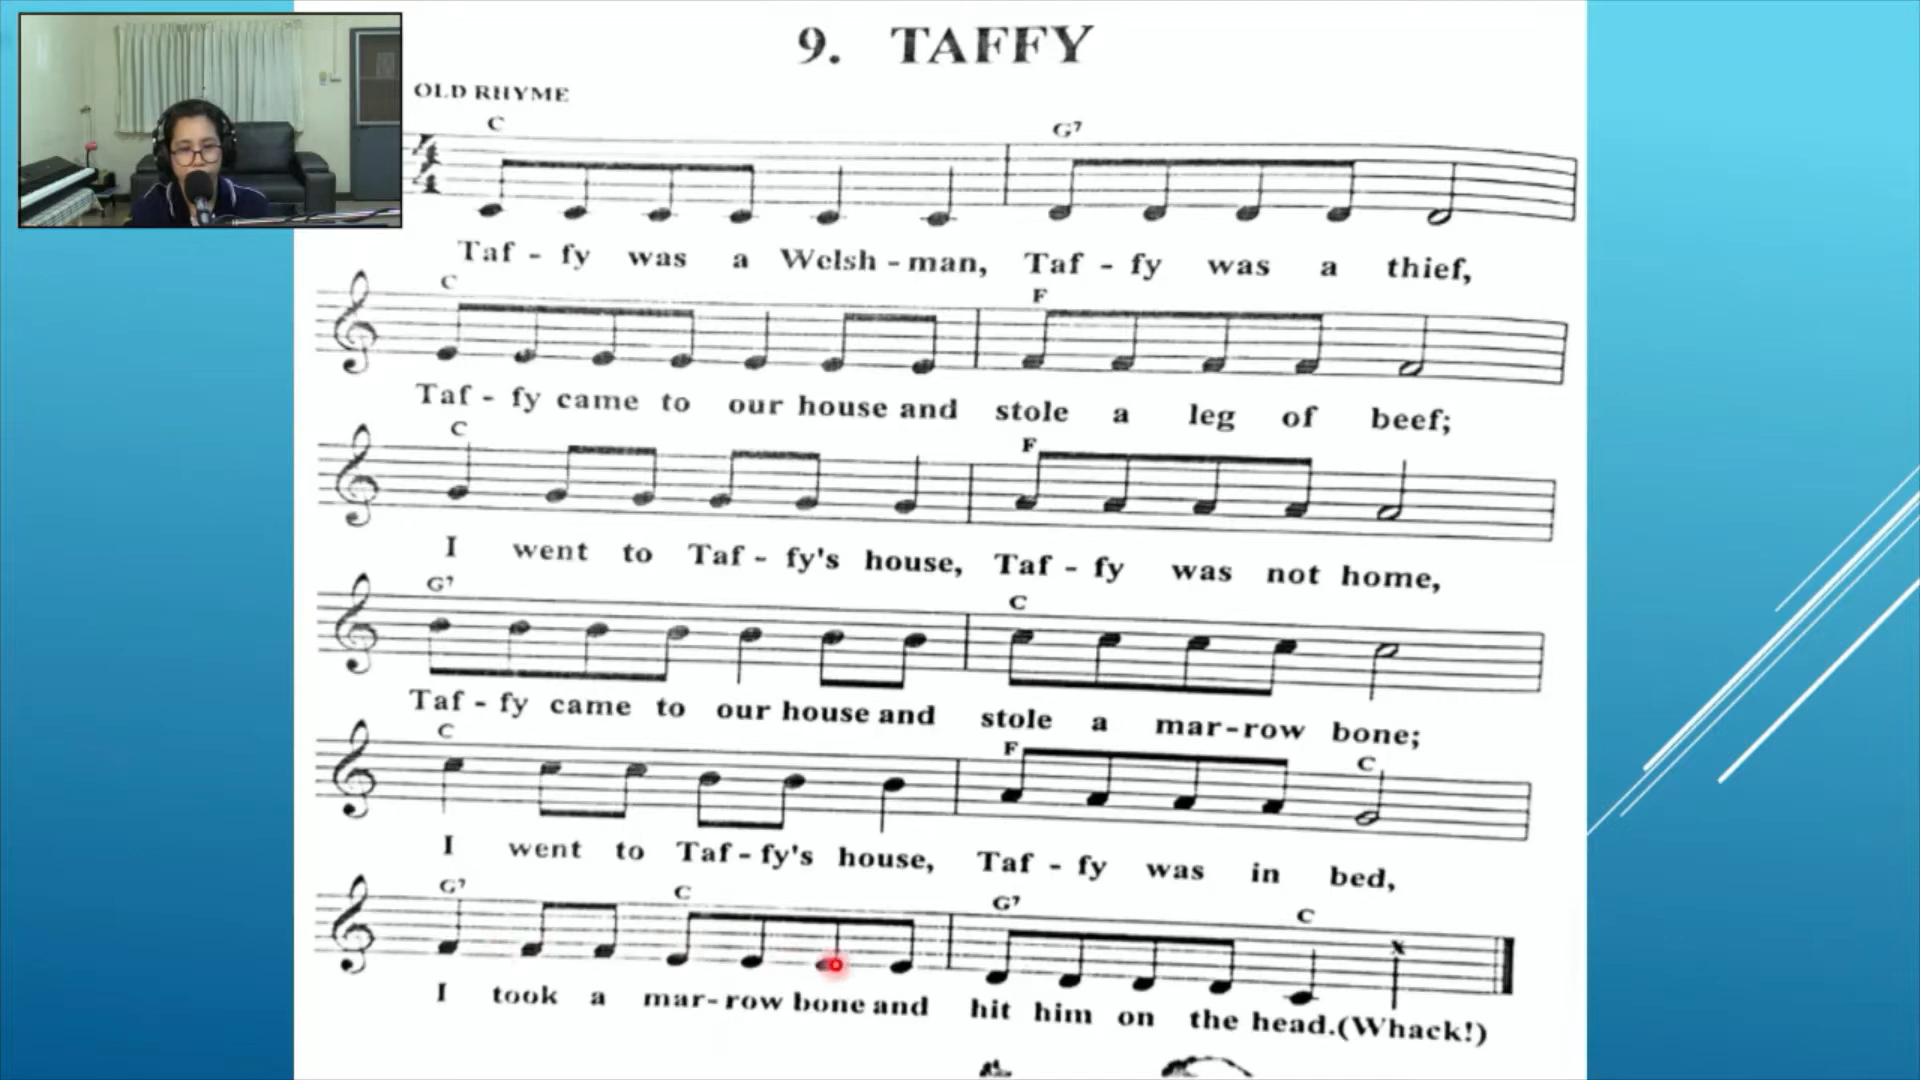 9. TAFFY
OLD RHYME
C G7
4
4
Taf - fy was a Welsh - man, Taf - fy was a thief,
C F
Taf - fy came to our house and stole a leg of beef;
C F
I went to Taf - fy's house, Taf - fy was not home,
G7 C
Taf - fy came to our house and stole a mar - row bone;
C F C
I went to Taf - fy's house, Taf - fy was in bed,
G7 C G7 C x
I took a mar - row bone and hit him on the head. (Whack!)